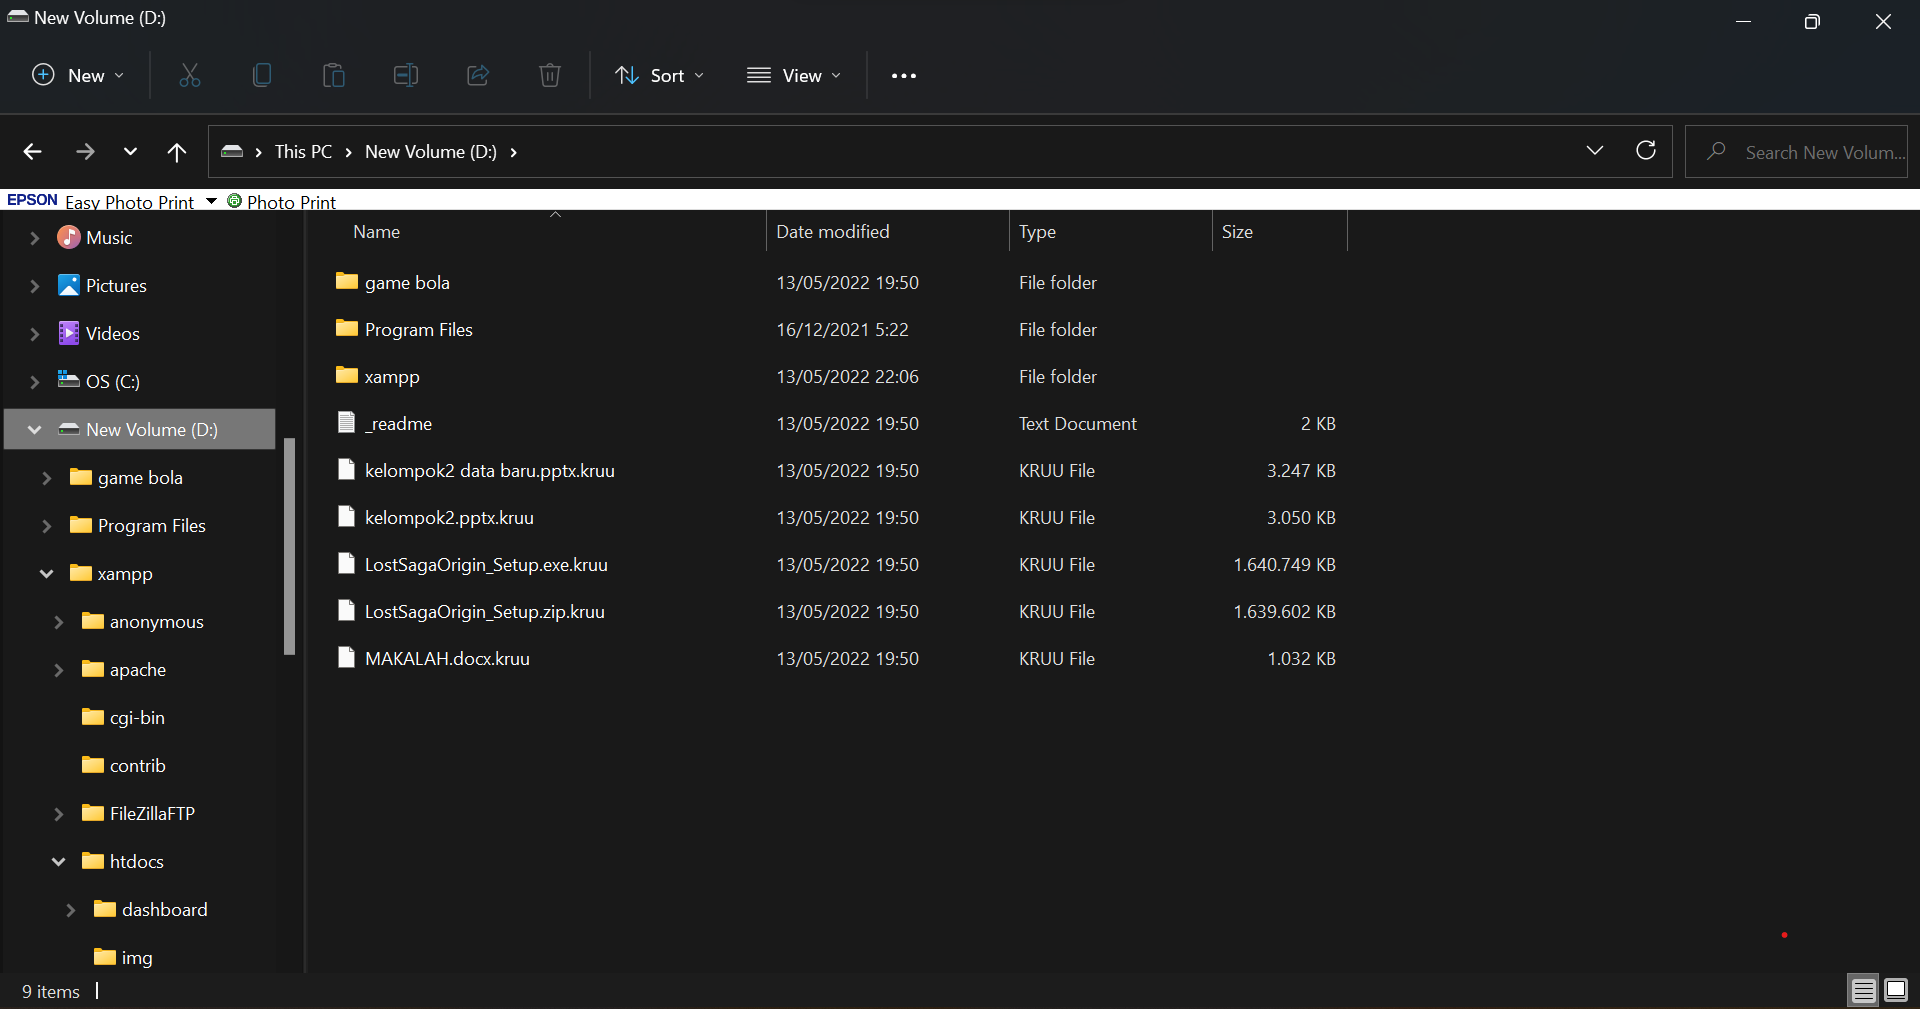 New Volume (D:)
New
Sort
View
This PC
New Volume (D:)
Search New Volum...
EPSON Easy Photo Print
Photo Print
Music
Pictures
Videos
OS (C:)
New Volume (D:)
game bola
Program Files
xampp
anonymous
apache
cgi-bin
contrib
FileZillaFTP
htdocs
dashboard
img
Name Date modified Type Size
game bola 13/05/2022 19:50 File folder
Program Files 16/12/2021 5:22 File folder
xampp 13/05/2022 22:06 File folder
_readme 13/05/2022 19:50 Text Document 2 KB
kelompok2 data baru.pptx.kruu 13/05/2022 19:50 KRUU File 3.247 KB
kelompok2.pptx.kruu 13/05/2022 19:50 KRUU File 3.050 KB
LostSagaOrigin_Setup.exe.kruu 13/05/2022 19:50 KRUU File 1.640.749 KB
LostSagaOrigin_Setup.zip.kruu 13/05/2022 19:50 KRUU File 1.639.602 KB
MAKALAH.docx.kruu 13/05/2022 19:50 KRUU File 1.032 KB
9 items